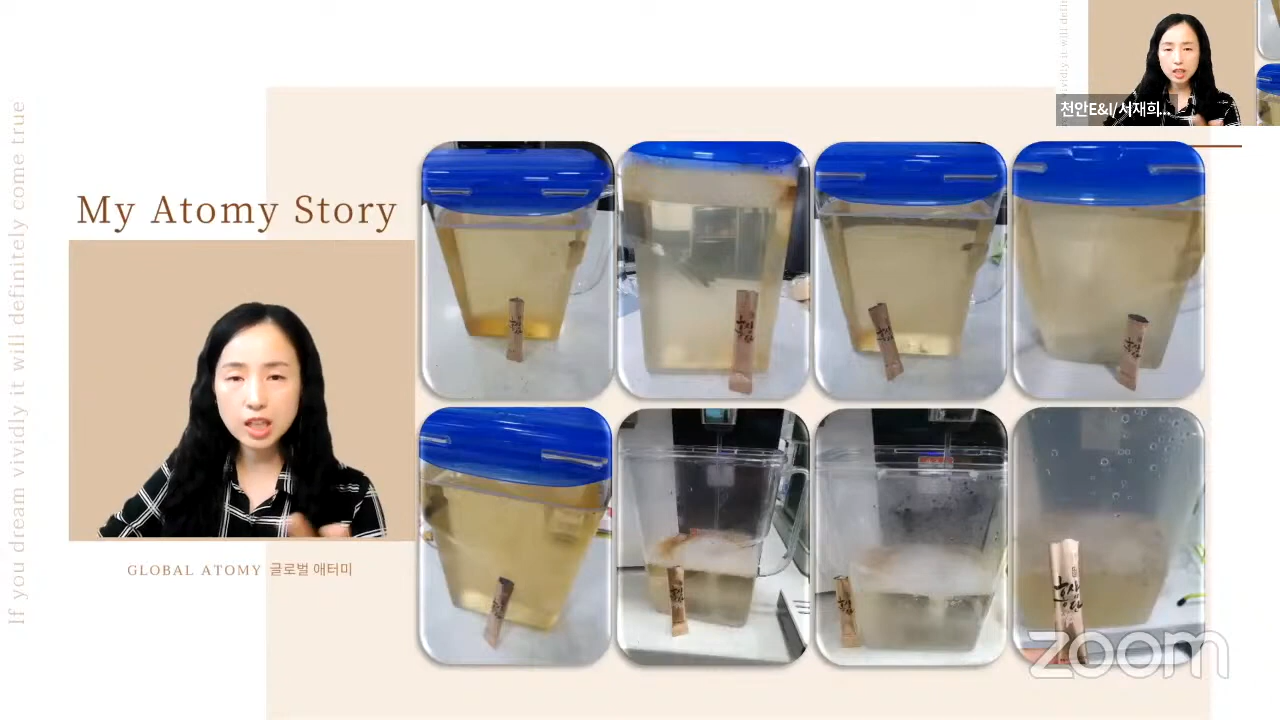 If you dream vividly it will definitely come true
My Atomy Story
GLOBAL ATOMY 글로벌 애터미
천안E&I/서재희...
zoom